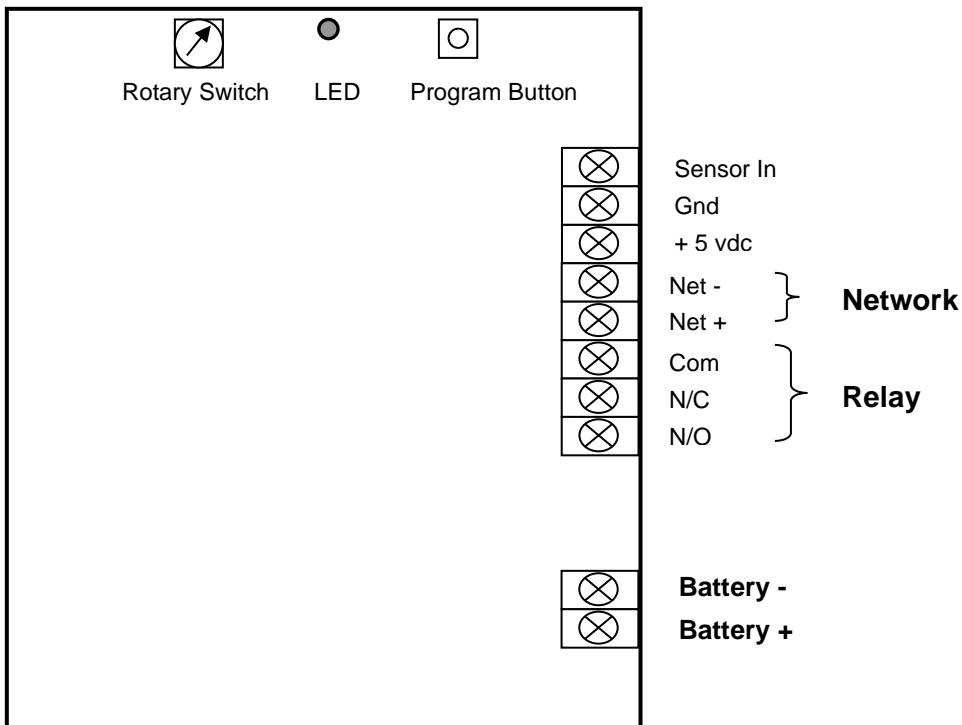 Rotary Switch LED Program Button
Sensor In
Gnd
+ 5 vdc
Net -
Net +
Network
Com
N/C
N/O
Relay
Battery -
Battery +